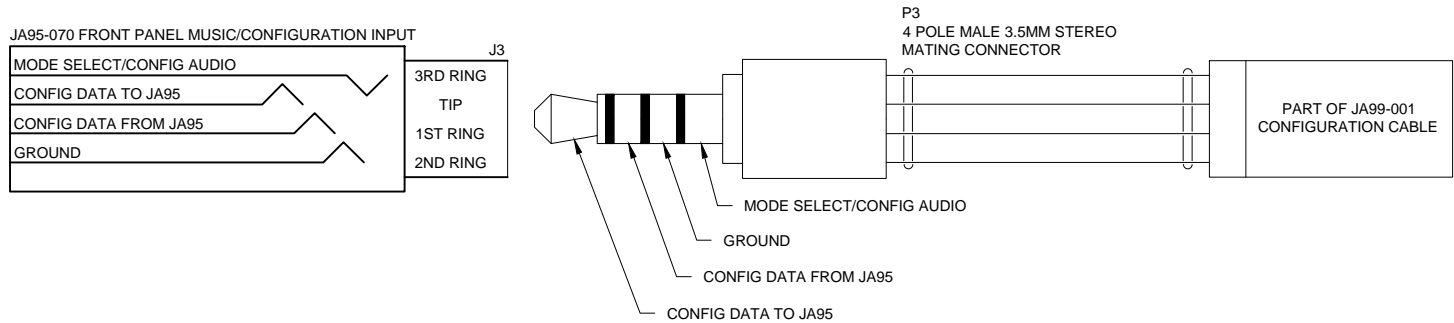 JA95-070 FRONT PANEL MUSIC/CONFIGURATION INPUT
J3
MODE SELECT/CONFIG AUDIO
CONFIG DATA TO JA95
CONFIG DATA FROM JA95
GROUND
3RD RING
TIP
1ST RING
2ND RING
P3
4 POLE MALE 3.5MM STEREO
MATING CONNECTOR
PART OF JA99-001
CONFIGURATION CABLE
MODE SELECT/CONFIG AUDIO
GROUND
CONFIG DATA FROM JA95
CONFIG DATA TO JA95